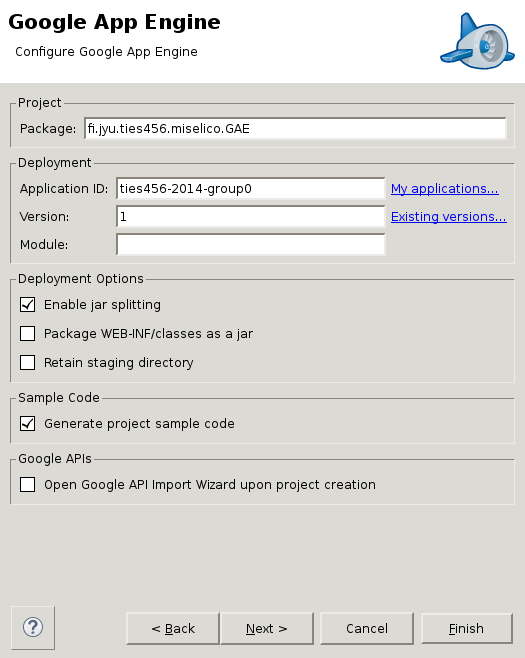 Google App Engine
Configure Google App Engine
Project
Package: fi.jyu.ties456.miselico.GAE
Deployment
Application ID: ties456-2014-group0 My applications...
Version: 1 Existing versions...
Module:
Deployment Options
Enable jar splitting
Package WEB-INF/classes as a jar
Retain staging directory
Sample Code
Generate project sample code
Google APIs
Open Google API Import Wizard upon project creation
? < Back Next > Cancel Finish